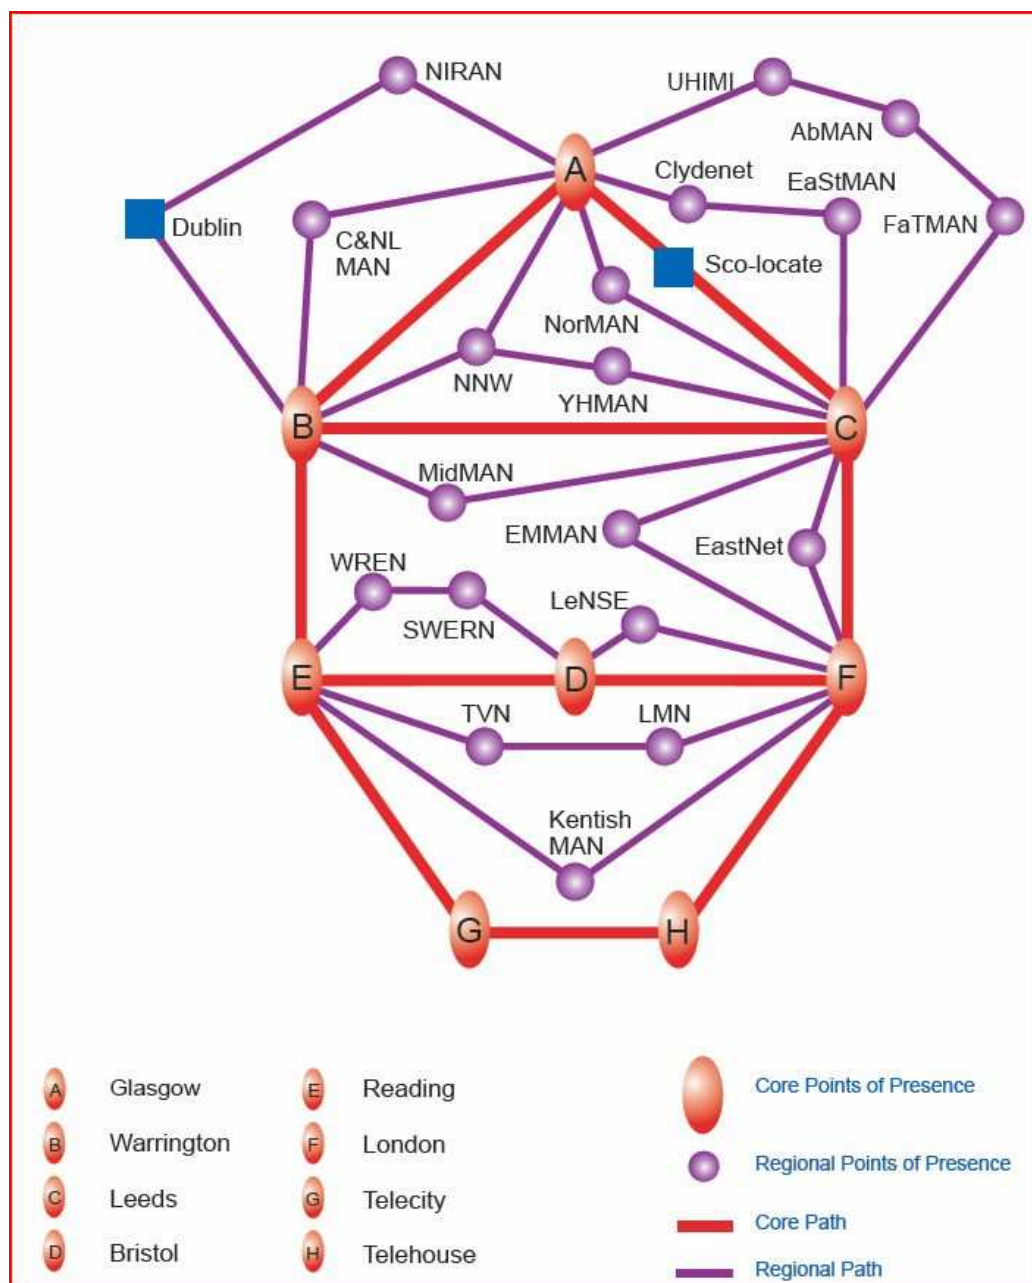 NIRAN
UHIMI
AbMAN
A
Clydenet
EaStMAN
Dublin
C&NL
MAN
FaTMAN
Sco-locate
NorMAN
NNW
YHMAN
B
C
MidMAN
EMMAN
EastNet
WREN
LeNSE
SWERN
E
D
F
TVN
LMN
Kentish
MAN
G
H
A Glasgow
B Warrington
C Leeds
D Bristol
E Reading
F London
G Telecity
H Telehouse
Core Points of Presence
Regional Points of Presence
Core Path
Regional Path